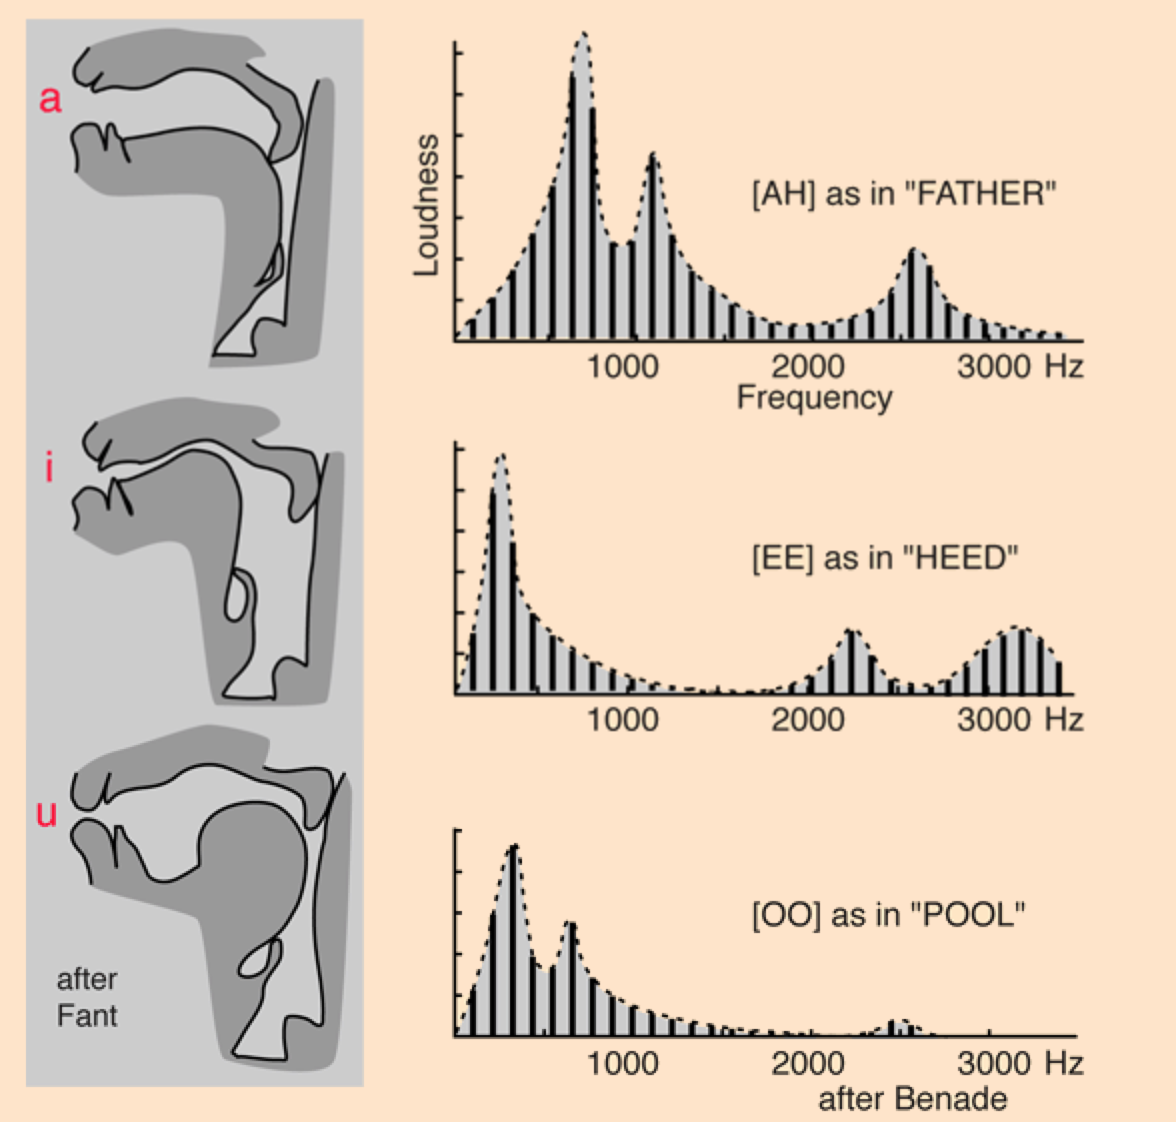 a
Loudness
[AH] as in "FATHER"
1000 2000 3000 Hz
Frequency
i
[EE] as in "HEED"
1000 2000 3000 Hz
u
[OO] as in "POOL"
after
Fant
1000 2000 3000 Hz
after Benade